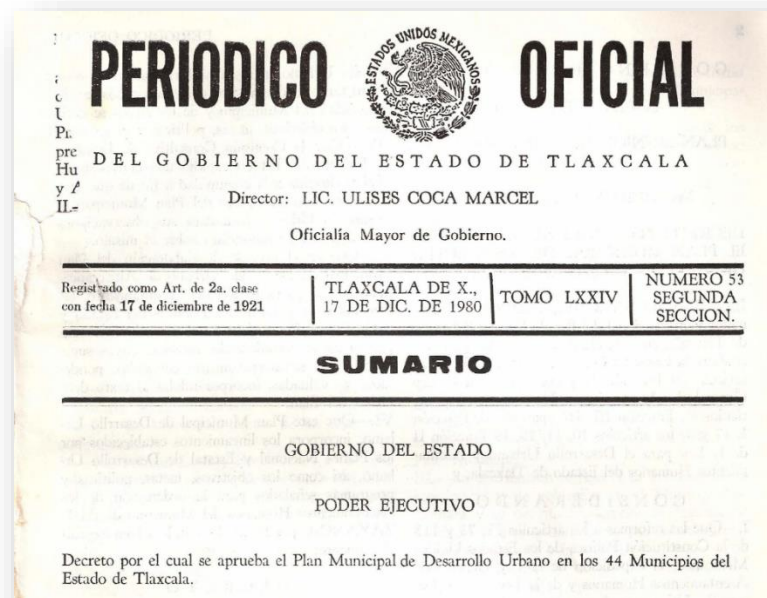 PERIODICO OFICIAL
ESTADOS UNIDOS MEXICANOS
DEL GOBIERNO DEL ESTADO DE TLAXCALA
Director: LIC. ULISES COCA MARCEL
Oficialía Mayor de Gobierno.
Registrado como Art. de 2a. clase
con fecha 17 de diciembre de 1921
TLAXCALA DE X.,
17 DE DIC. DE 1980
TOMO LXXIV
NUMERO 53
SEGUNDA
SECCION.
SUMARIO
GOBIERNO DEL ESTADO
PODER EJECUTIVO
Decreto por el cual se aprueba el Plan Municipal de Desarrollo Urbano en los 44 Municipios del
Estado de Tlaxcala.